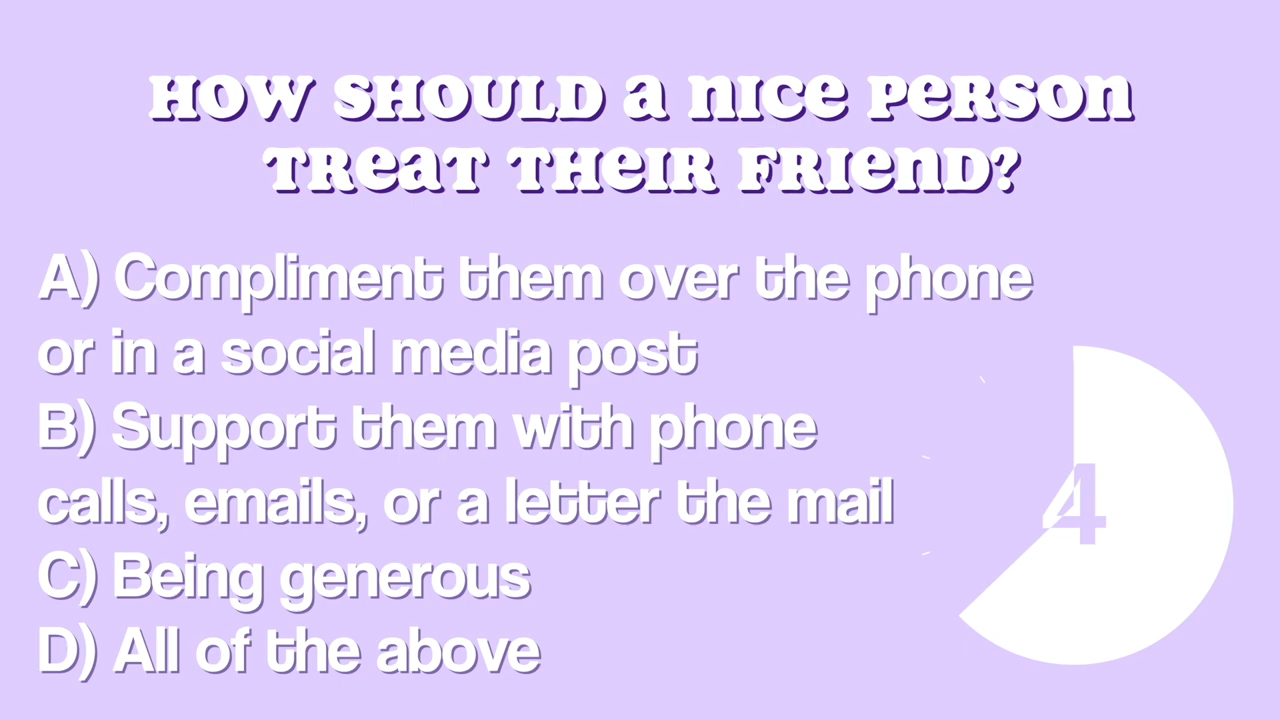 HOW SHOULD a NICE PERSON
TREAT THEIR FRIEND?
A) Compliment them over the phone
or in a social media post
B) Support them with phone
calls, emails, or a letter the mail
C) Being generous
D) All of the above
4